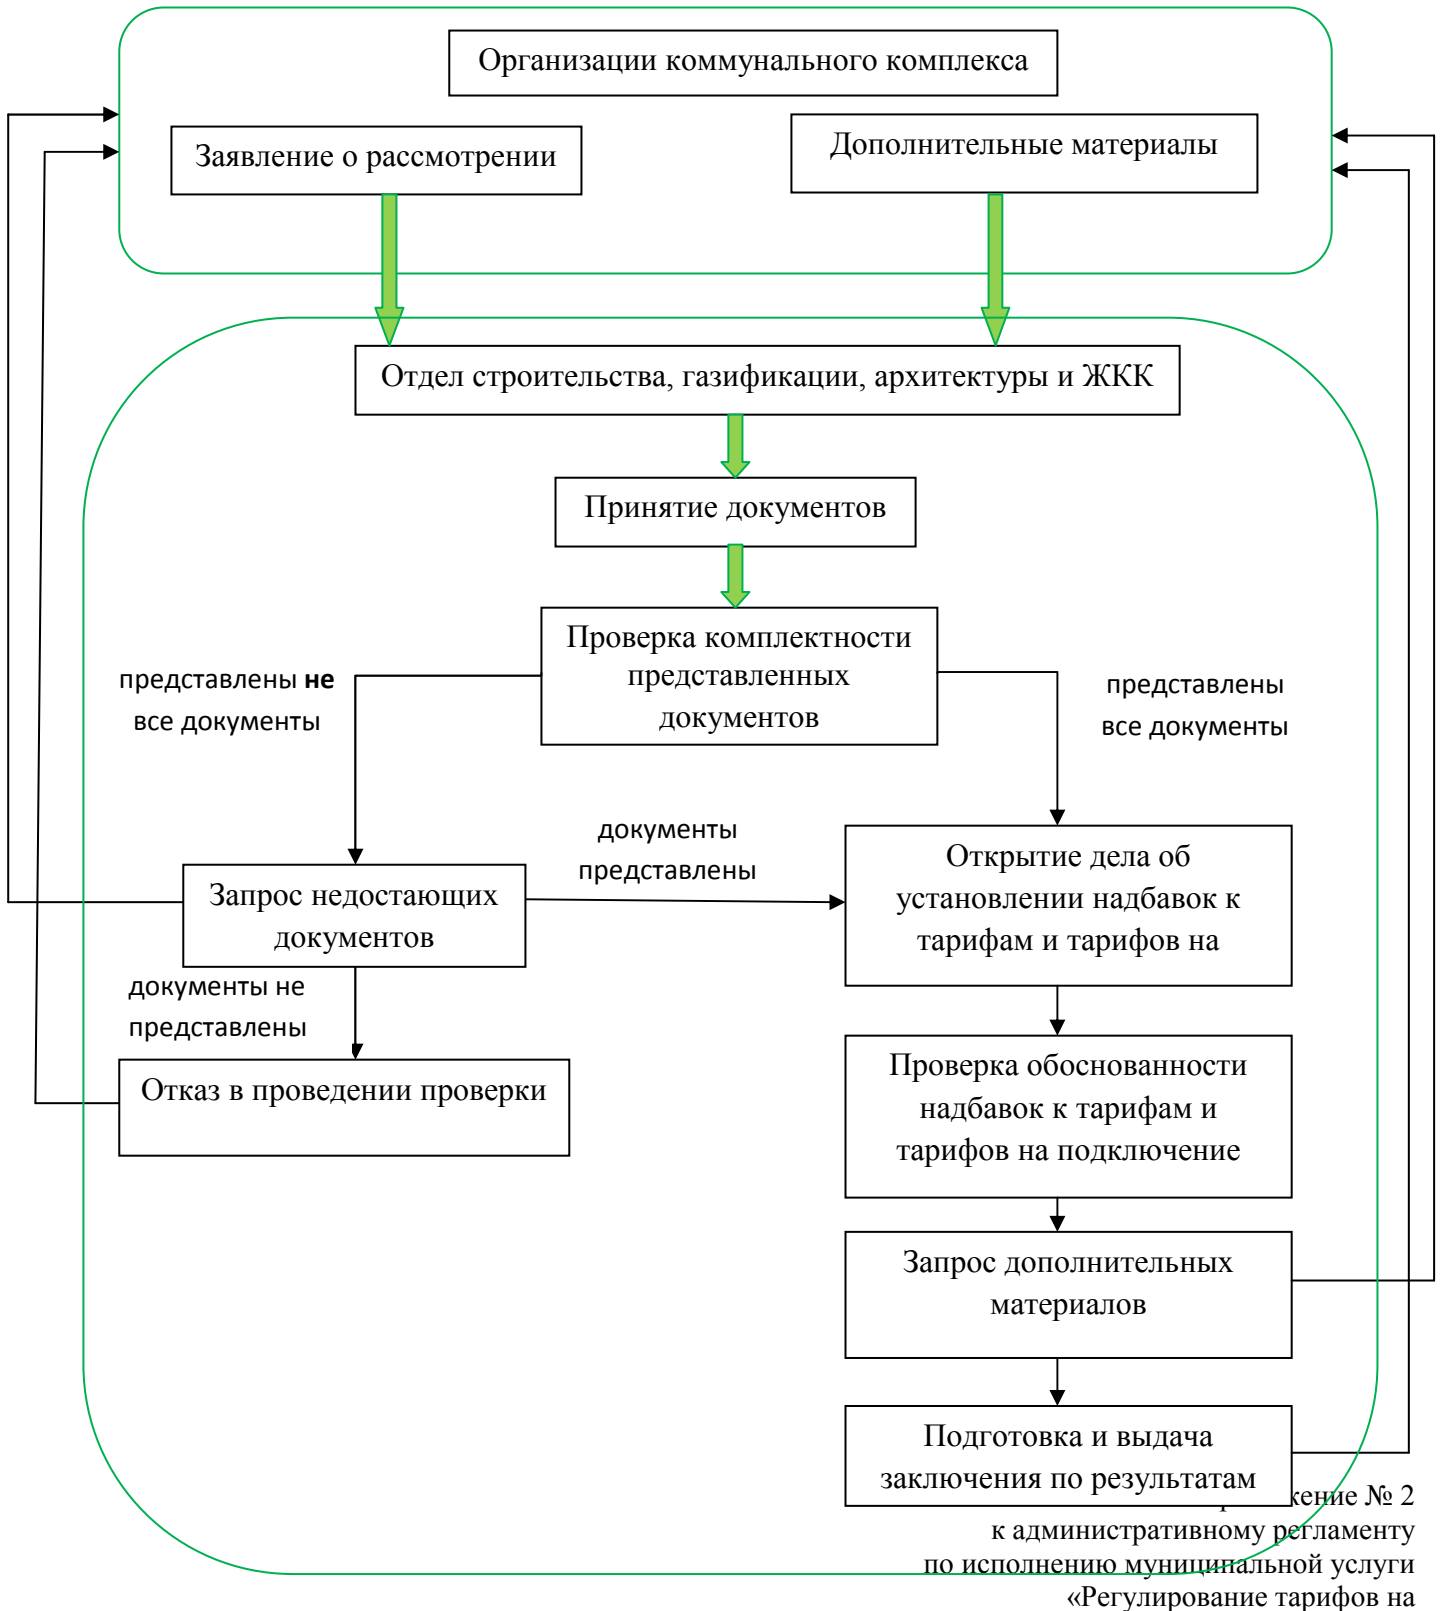 Организации коммунального комплекса
Заявление о рассмотрении
Дополнительные материалы
Отдел строительства, газификации, архитектуры и ЖКК
Принятие документов
Проверка комплектности
представленных
документов
представлены не
все документы
представлены
все документы
документы
представлены
Запрос недостающих
документов
Открытие дела об
установлении надбавок к
тарифам и тарифов на
документы не
представлены
Отказ в проведении проверки
Проверка обоснованности
надбавок к тарифам и
тарифов на подключение
Запрос дополнительных
материалов
Подготовка и выдача
заключения по результатам
№ 2
к административному регламенту
по исполнению муниципальной услуги
«Регулирование тарифов на